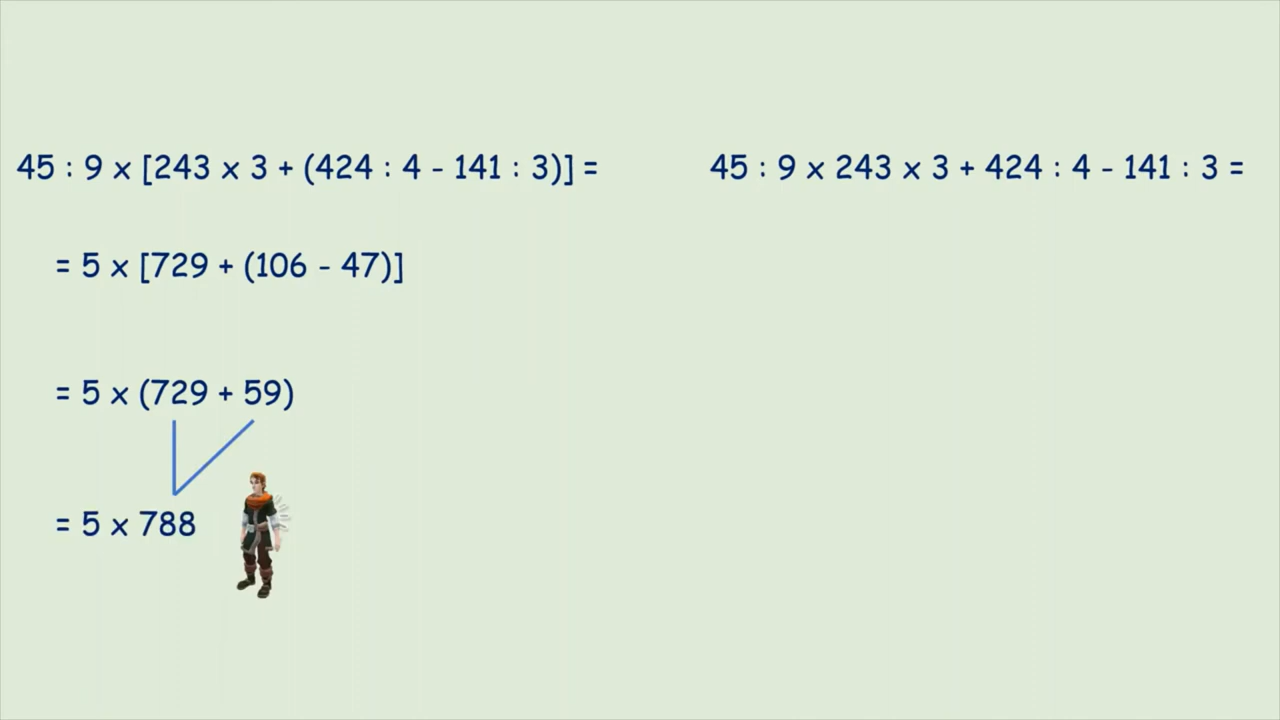 45 : 9 x [243 x 3 + (424 : 4 - 141 : 3)] =
= 5 x [729 + (106 - 47)]
= 5 x (729 + 59)
= 5 x 788
45 : 9 x 243 x 3 + 424 : 4 - 141 : 3 =